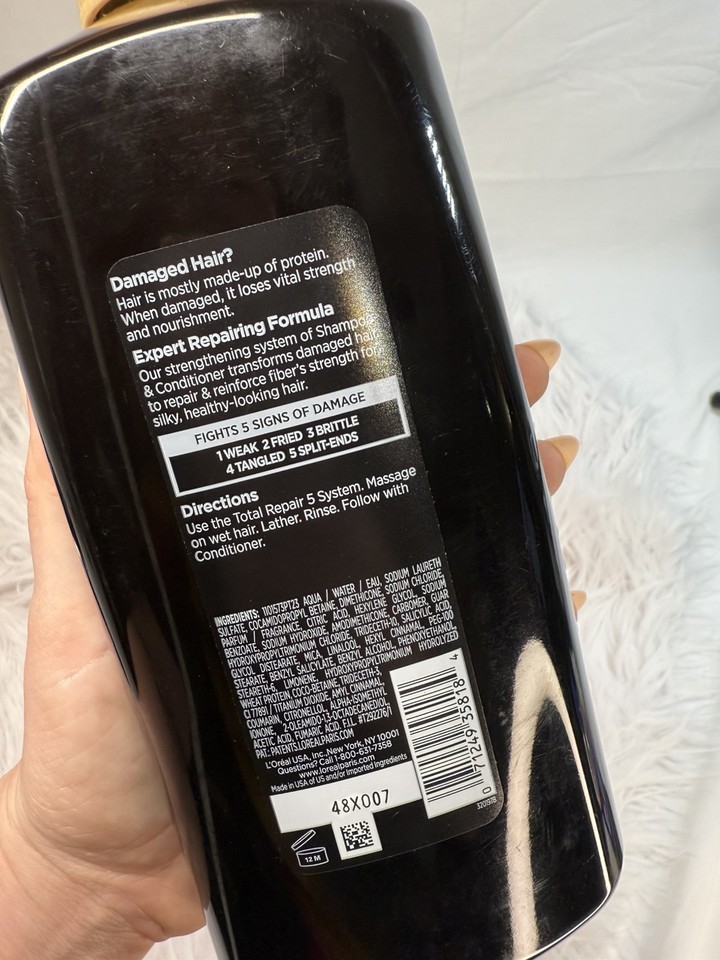 Damaged Hair?
Hair is mostly made-up of protein.
When damaged, it loses vital strength
and nourishment.
Expert Repairing Formula
Our strengthening system of Shampoo
& Conditioner transforms damaged hair
to repair & reinforce fiber's strength for
silky, healthy-looking hair.
FIGHTS 5 SIGNS OF DAMAGE
1 WEAK 2 FRIED 3 BRITTLE
4 TANGLED 5 SPLIT-ENDS
Directions
Use the Total Repair 5 System. Massage
on wet hair. Lather. Rinse. Follow with
Conditioner.
INGREDIENTS: 1101573PT23 AQUA / WATER / EAU, SODIUM LAURETH
SULFATE, COCAMIDOPROPYL BETAINE, DIMETHICONE, SODIUM CHLORIDE,
PARFUM / FRAGRANCE, CITRIC ACID, HEXYLENE GLYCOL, SODIUM
BENZOATE, SODIUM HYDROXIDE, AMODIMETHICONE, CARBOMER, GUAR
HYDROXYPROPYLTRIMONIUM CHLORIDE, TRIDECETH-10, SALICYLIC ACID,
GLYCOL DISTEARATE, MICA, LINALOOL, HEXYL CINNAMAL, PEG-100
STEARATE, BENZYL SALICYLATE, BENZYL ALCOHOL, PHENOXYETHANOL,
STEARETH-6, LIMONENE, HYDROXYPROPYLTRIMONIUM HYDROLYZED
WHEAT PROTEIN, COCO-BETAINE, TRIDECETH-3,
CI 77891 / TITANIUM DIOXIDE, AMYL CINNAMAL,
COUMARIN, CITRONELLOL, ALPHA-ISOMETHYL
IONONE, 2-OLEAMIDO-1,3-OCTADECANEDIOL,
ACETIC ACID, FUMARIC ACID F.I.L. #T292276/1
PAT.: PATENTS.LOREALPARIS.COM
L'Oréal USA, Inc., New York, NY 10001
Questions? Call 1-800-631-7358
www.lorealparis.com
Made in USA of US and/or imported ingredients
48X007
12 M
0 71249 35818 4
320197B